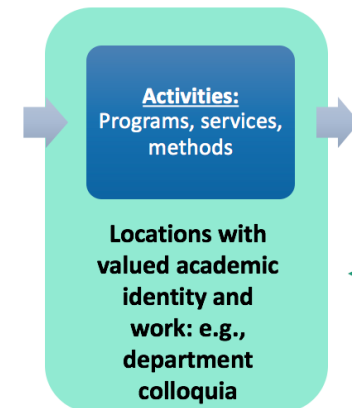 Activities:
Programs, services,
methods
Locations with
valued academic
identity and
work: e.g.,
department
colloquia